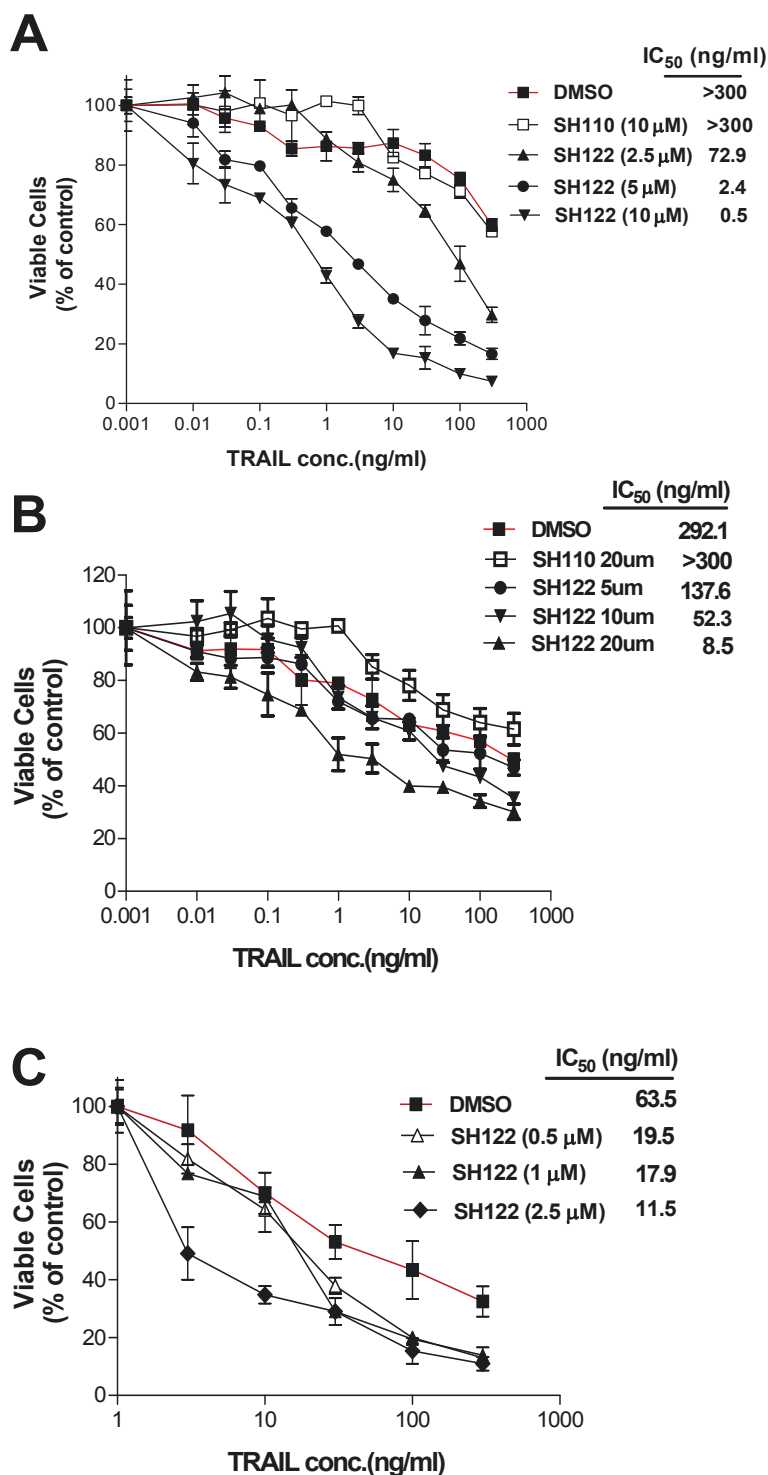 A
IC50 (ng/ml)
DMSO >300
SH110 (10 µM) >300
SH122 (2.5 µM) 72.9
SH122 (5 µM) 2.4
SH122 (10 µM) 0.5
100
80
60
40
20
0
Viable Cells
(% of control)
0.001 0.01 0.1 1 10 100 1000
TRAIL conc.(ng/ml)
B
IC50 (ng/ml)
DMSO 292.1
SH110 20um >300
SH122 5um 137.6
SH122 10um 52.3
SH122 20um 8.5
120
100
80
60
40
20
0
Viable Cells
(% of control)
0.001 0.01 0.1 1 10 100 1000
TRAIL conc.(ng/ml)
C
IC50 (ng/ml)
DMSO 63.5
SH122 (0.5 µM) 19.5
SH122 (1 µM) 17.9
SH122 (2.5 µM) 11.5
100
80
60
40
20
0
Viable Cells
(% of control)
1 10 100 1000
TRAIL conc.(ng/ml)